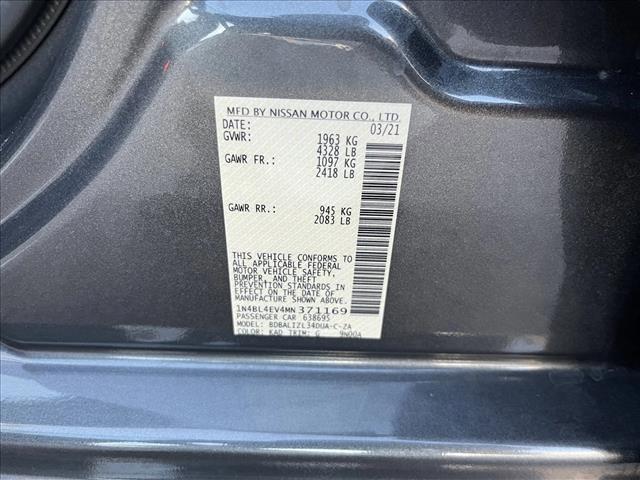 MFD BY NISSAN MOTOR CO., LTD.
DATE: 03/21
GVWR: 1963 KG
4328 LB
GAWR FR.: 1097 KG
2418 LB
GAWR RR.: 945 KG
2083 LB
THIS VEHICLE CONFORMS TO
ALL APPLICABLE FEDERAL
MOTOR VEHICLE SAFETY,
BUMPER, AND THEFT
PREVENTION STANDARDS IN
EFFECT ON THE DATE OF
MANUFACTURE SHOWN ABOVE.
1N4BL4EV4MN371169
PASSENGER CAR 638695
MODEL: BDBALIZL34DUA-C-ZA
COLOR: KAD TRIM: G 9N00A